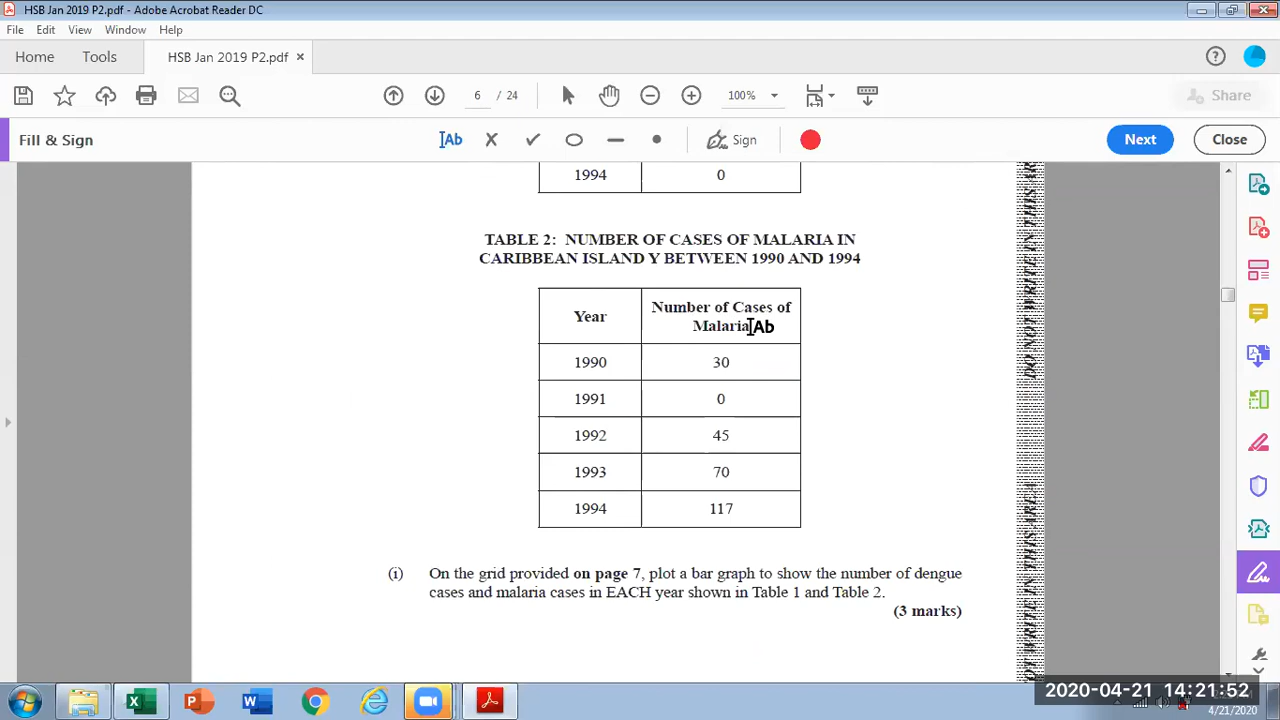 HSB Jan 2019 P2.pdf - Adobe Acrobat Reader DC
File Edit View Window Help
Home Tools HSB Jan 2019 P2.pdf ×
6 / 24 100% Share
Fill & Sign Ab Sign Next Close
1994 0
TABLE 2: NUMBER OF CASES OF MALARIA IN
CARIBBEAN ISLAND Y BETWEEN 1990 AND 1994
Year Number of Cases of
Malaria Ab
1990 30
1991 0
1992 45
1993 70
1994 117
(i) On the grid provided on page 7, plot a bar graph to show the number of dengue
cases and malaria cases in EACH year shown in Table 1 and Table 2.
(3 marks)
2020-04-21 14:21:52
4/21/2020